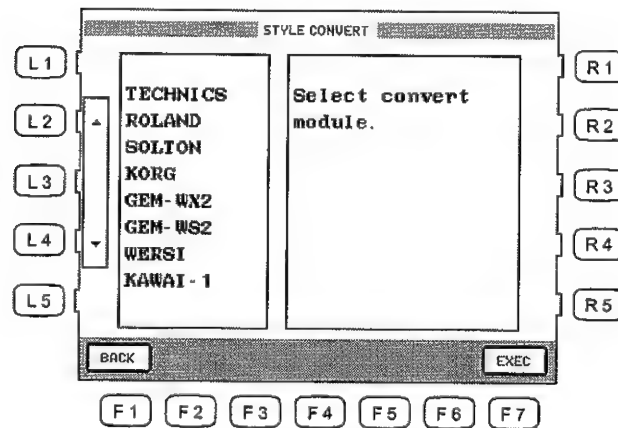 STYLE CONVERT
L1
L2
L3
L4
L5
TECHNICS
ROLAND
SOLTON
KORG
GEM-WX2
GEM-WS2
WERSI
KAWAI-1
Select convert
module.
R1
R2
R3
R4
R5
BACK
EXEC
F1 F2 F3 F4 F5 F6 F7